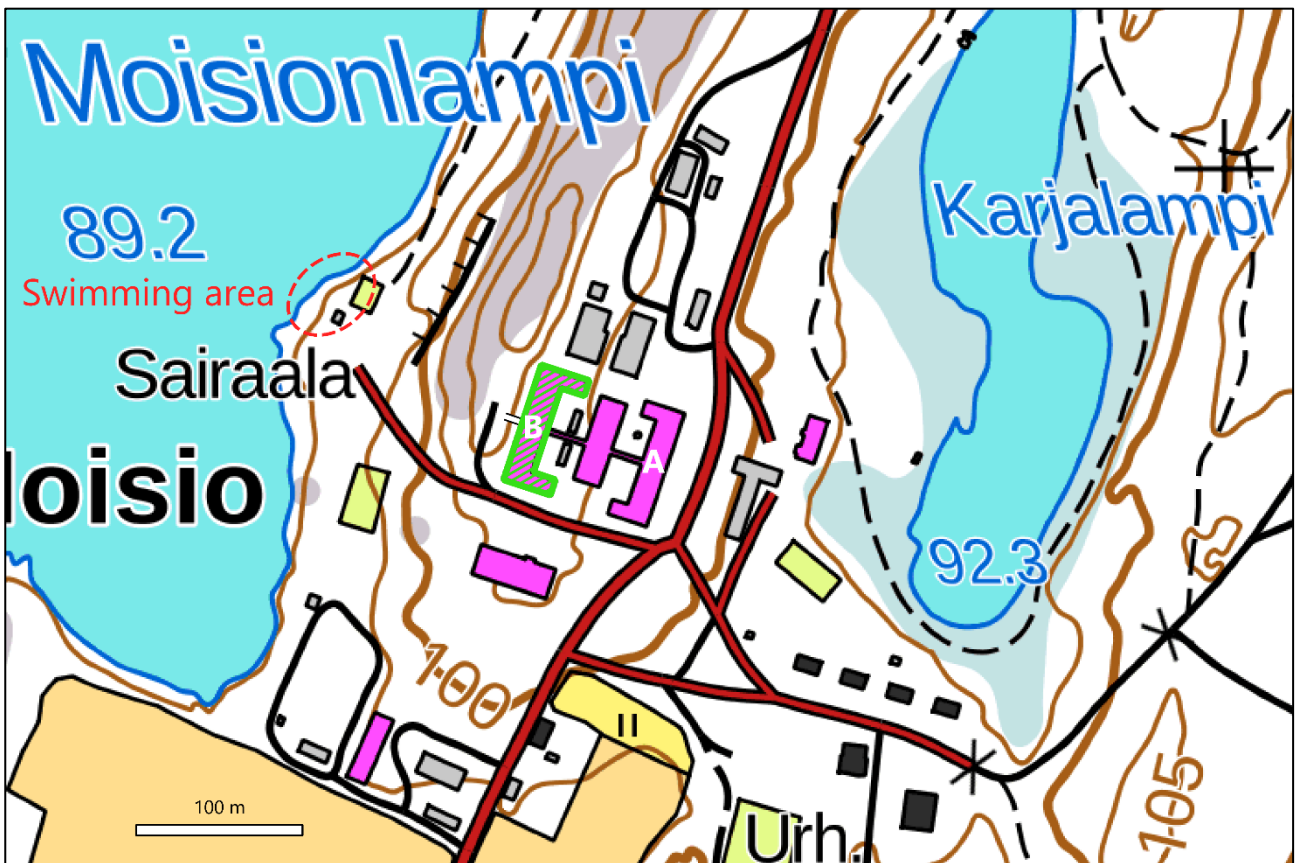 Moisionlampi
89.2
Karjalampi
Swimming area
Sairaala
B
A
loisio
92.3
100
II
105
100 m
Urh.